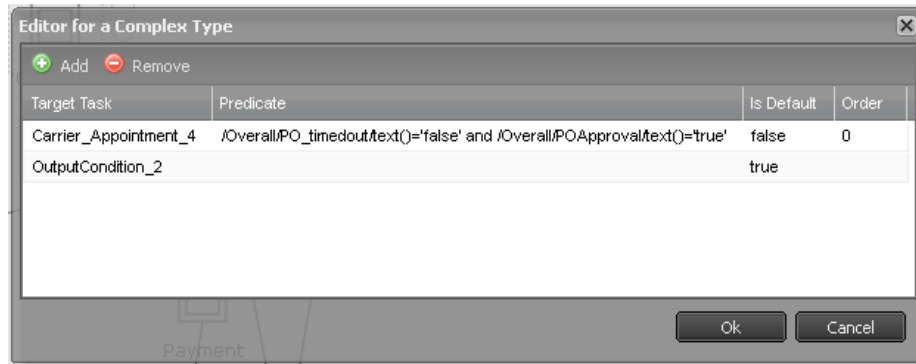 Editor for a Complex Type
Add Remove
Target Task Predicate Is Default Order
Carrier_Appointment_4 /Overall/PO_timedout/text()='false' and /Overall/POApproval/text()='true' false 0
OutputCondition_2 true
Ok Cancel
Payment